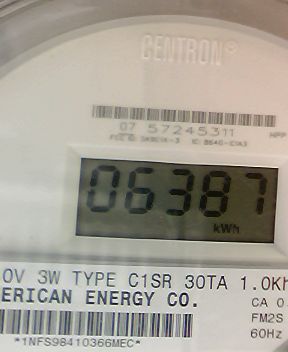 CENTRON®
07 57245311
06387
kWh
0V 3W TYPE C1SR 30TA 1.0Kh
ERICAN ENERGY CO.
CA 0
FM2S
60Hz
*1NFS98410366MEC*